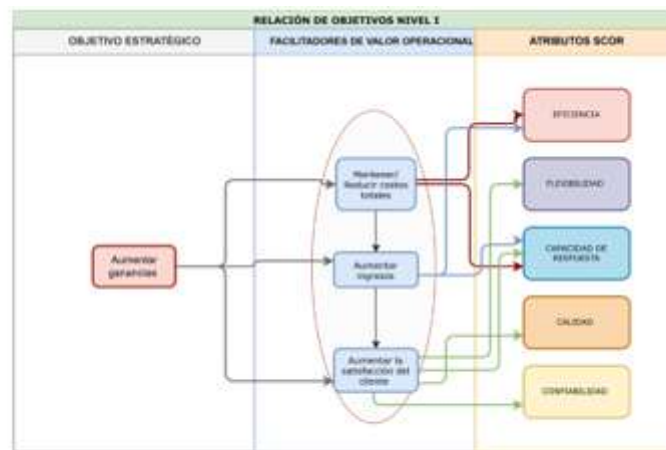 RELACIÓN DE OBJETIVOS NIVEL I
OBJETIVO ESTRATÉGICO
FACILITADORES DE VALOR OPERACIONAL
ATRIBUTOS SCOR
EFICIENCIA
Mantener/
Reducir costos
totales
FLEXIBILIDAD
Aumentar
ganancias
Aumentar
ingresos
CAPACIDAD DE
RESPUESTA
Aumentar la
satisfacción del
cliente
CALIDAD
CONFIABILIDAD